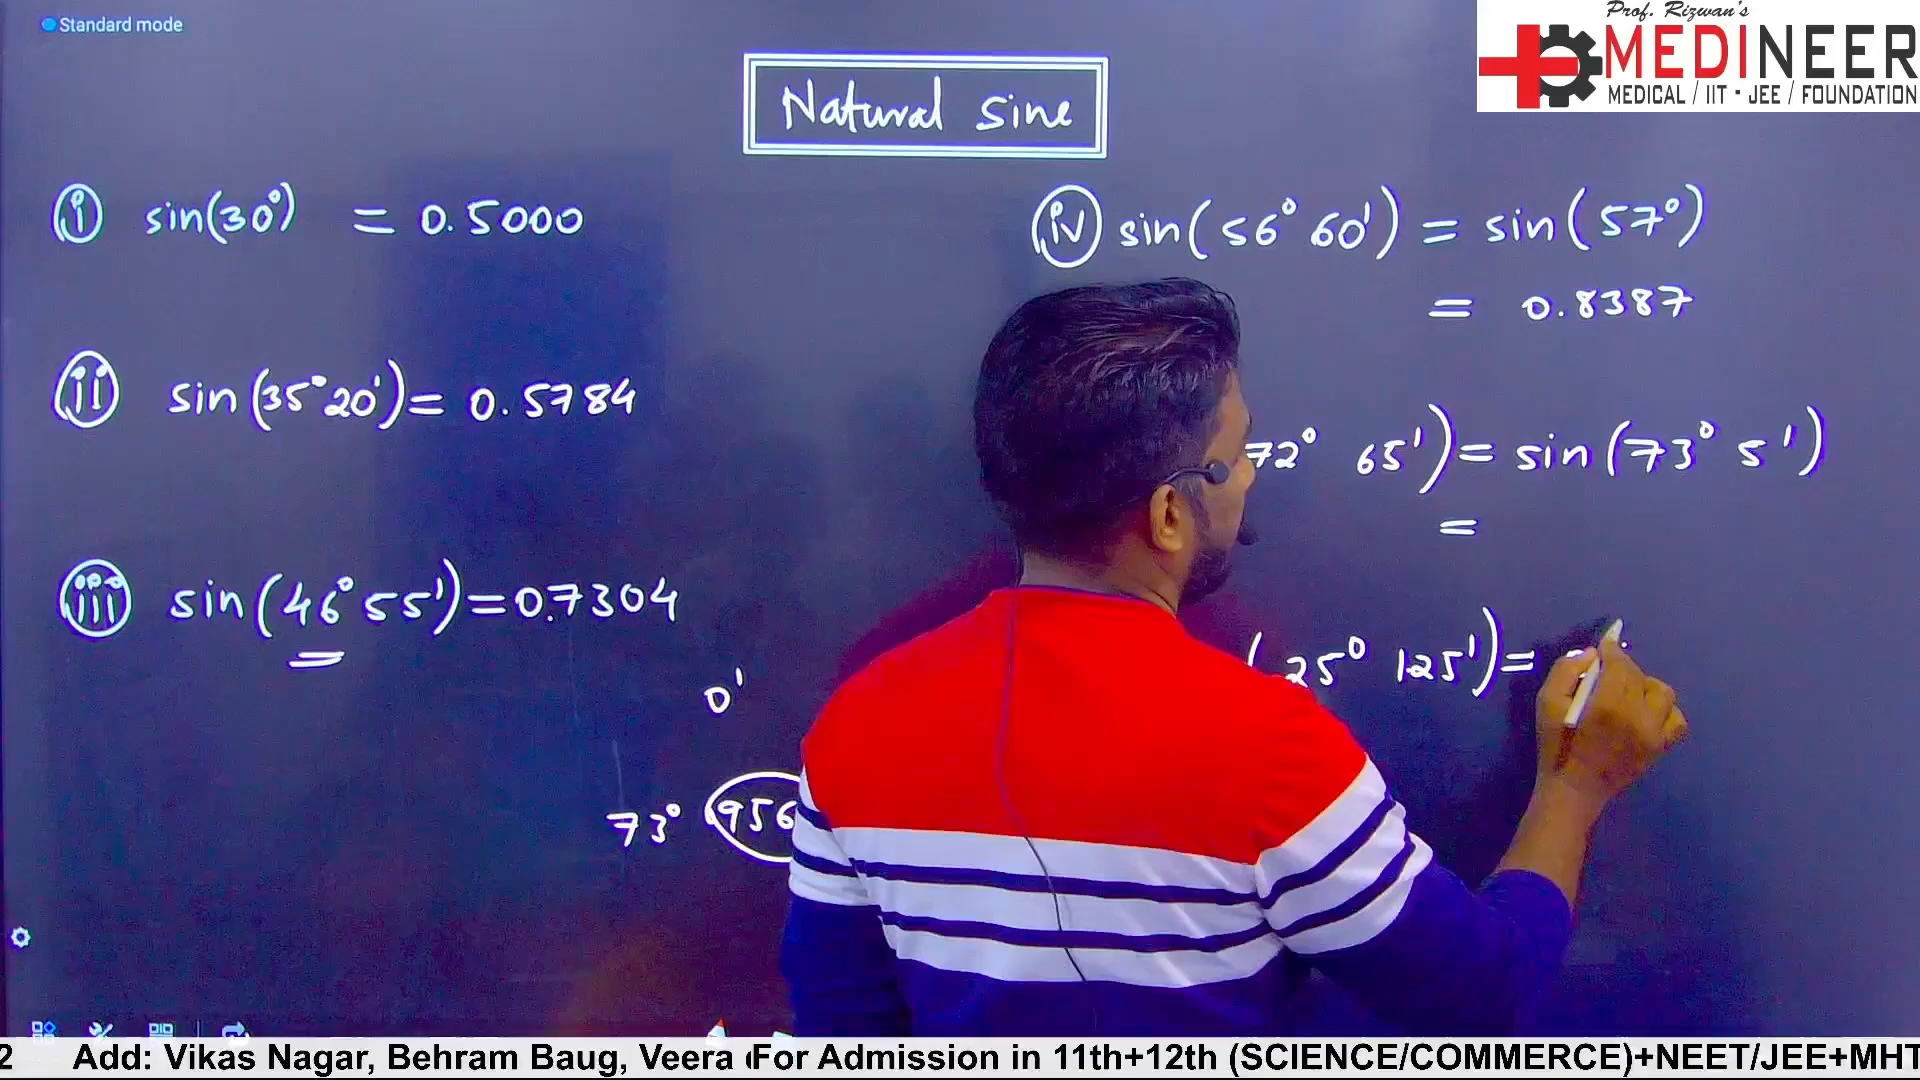 Standard mode
Prof. Rizwan's
MEDINEER
MEDICAL / IIT - JEE / FOUNDATION
Natural Sine
(i) sin(30°) = 0.5000
(ii) sin(35°20') = 0.5784
(iii) sin(46°55') = 0.7304
0'
73° 956
(iv) sin(56° 60') = sin(57°)
= 0.8387
72° 65') = sin(73° 5')
=
(25° 125') =
2 Add: Vikas Nagar, Behram Baug, Veera
For Admission in 11th+12th (SCIENCE/COMMERCE)+NEET/JEE+MHT